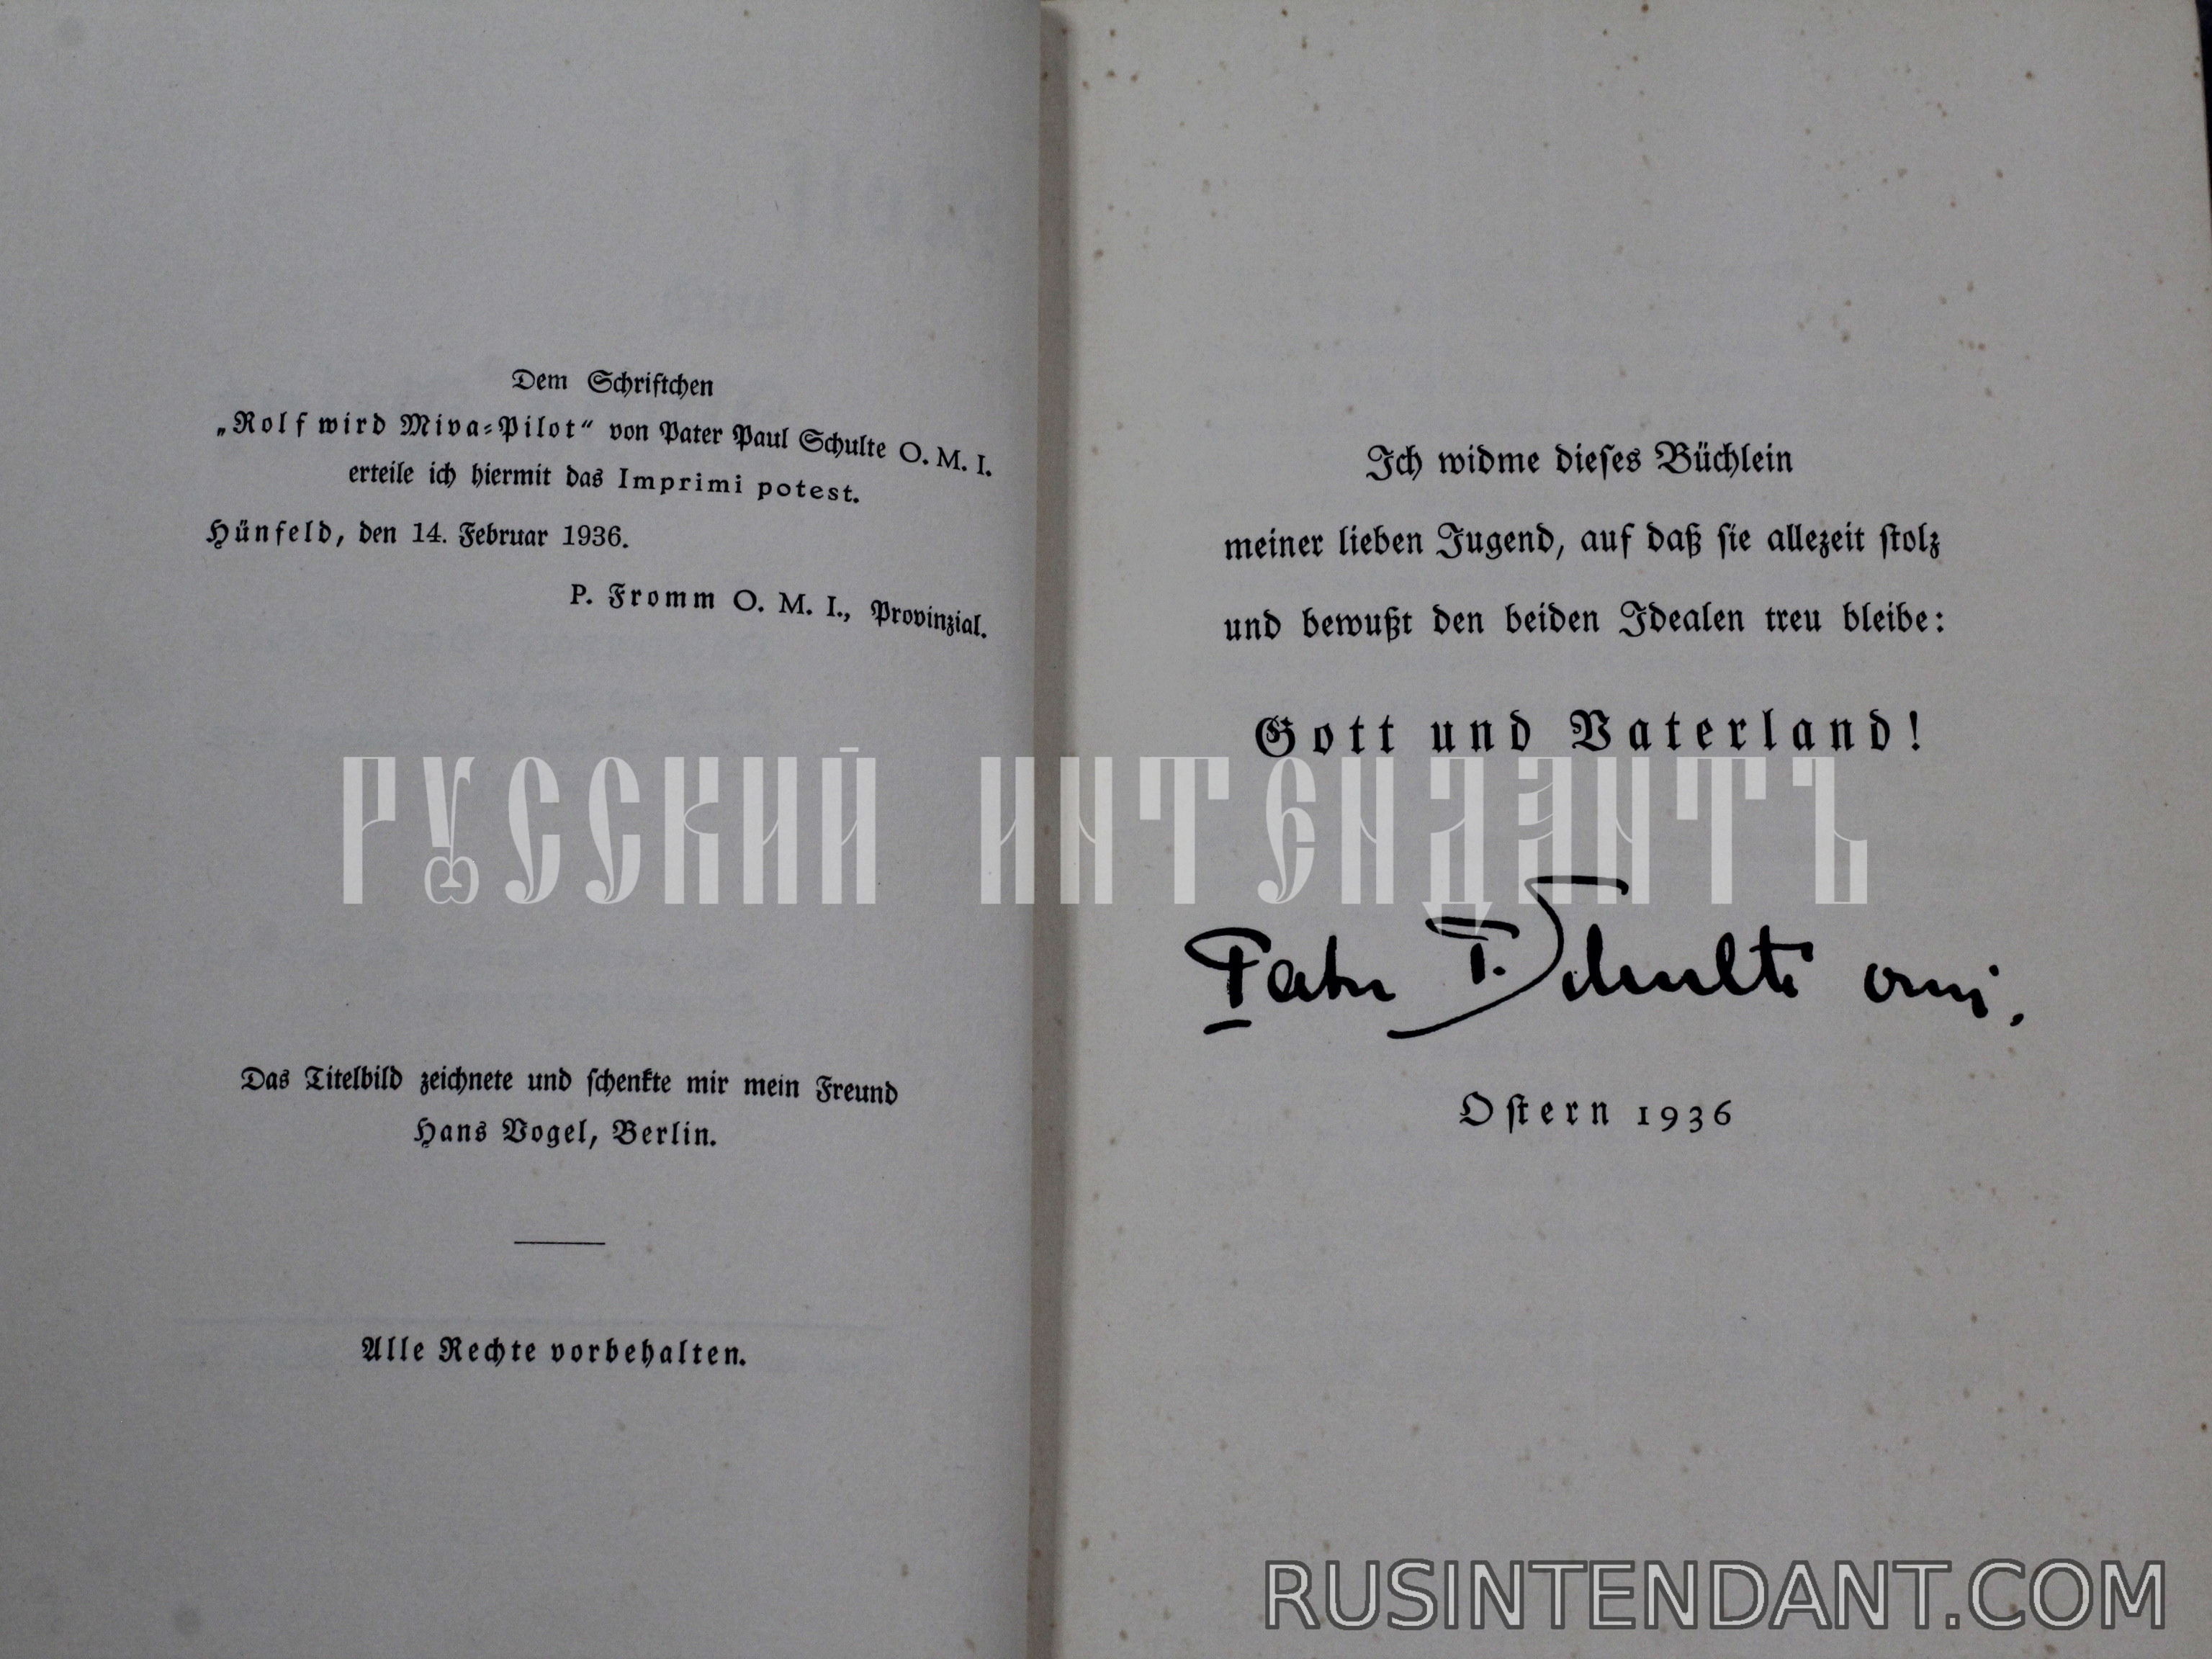 Dem Schriftchen
„Rolf wird Miva-Pilot“ von Pater Paul Schulte O. M. I.
erteile ich hiermit das Imprimi potest.
Hünfeld, den 14. Februar 1936.
P. Fromm O. M. I., Provinzial.
Das Titelbild zeichnete und schenkte mir mein Freund
Hans Vogel, Berlin.
Alle Rechte vorbehalten.
Ich widme dieses Büchlein
meiner lieben Jugend, auf daß sie allezeit stolz
und bewußt den beiden Idealen treu bleibe:
Gott und Vaterland!
Pater P. Schulte omi.
Ostern 1936
РУССКИЙ ИНТЕНДАНТЪ
RUSINTENDANT.COM